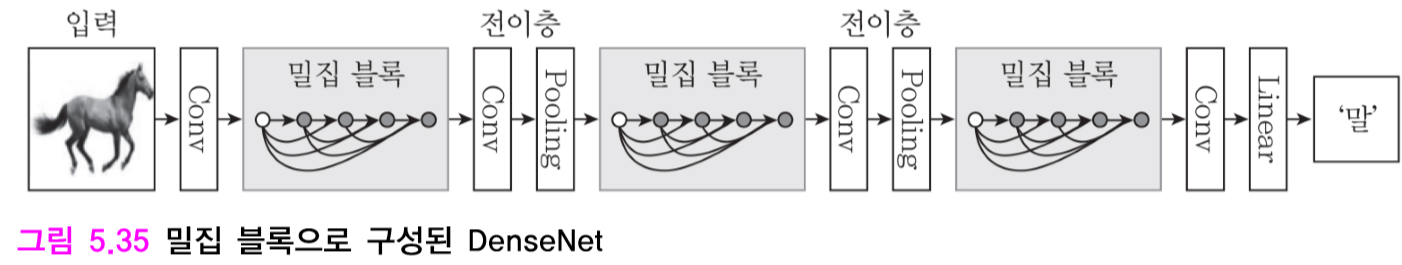 입력
전이층
전이층
Conv
밀집 블록
Conv
Pooling
밀집 블록
Conv
Pooling
밀집 블록
Conv
Linear
‘말’
그림 5.35 밀집 블록으로 구성된 DenseNet